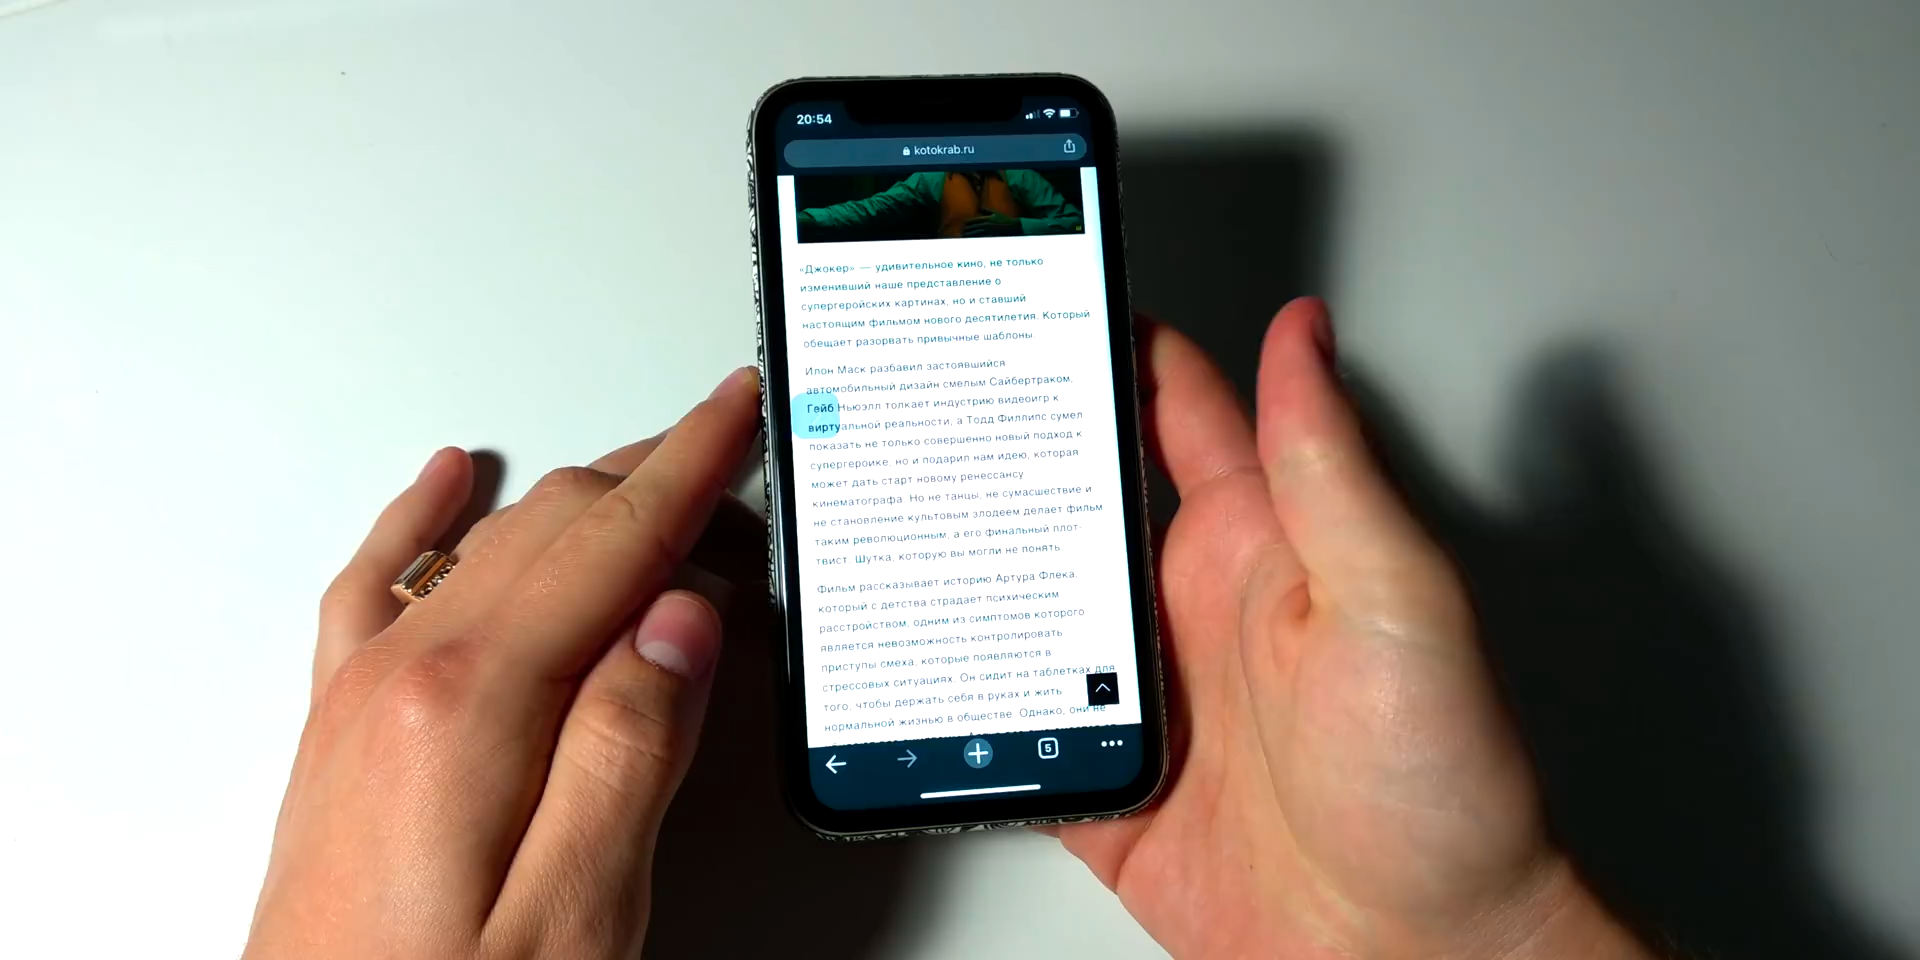 20:54
kotokrab.ru
«Джокер» — удивительное кино, не только
изменивший наше представление о
супергеройских картинах, но и ставший
настоящим фильмом нового десятилетия. Который
обещает разорвать привычные шаблоны.
Илон Маск разбавил застоявшийся
автомобильный дизайн смелым Сайбертраком,
Гейб Ньюэлл толкает индустрию видеоигр к
виртуальной реальности, а Тодд Филлипс сумел
показать не только совершенно новый подход к
супергероике, но и подарил нам идею, которая
может дать старт новому ренессансу
кинематографа. Но не танцы, не сумасшествие и
не становление культовым злодеем делает фильм
таким революционным, а его финальный плот-
твист. Шутка, которую вы могли не понять.
Фильм рассказывает историю Артура Флека,
который с детства страдает психическим
расстройством, одним из симптомов которого
является невозможность контролировать
приступы смеха, которые появляются в
стрессовых ситуациях. Он сидит на таблетках для
того, чтобы держать себя в руках и жить
нормальной жизнью в обществе. Однако, они не
5